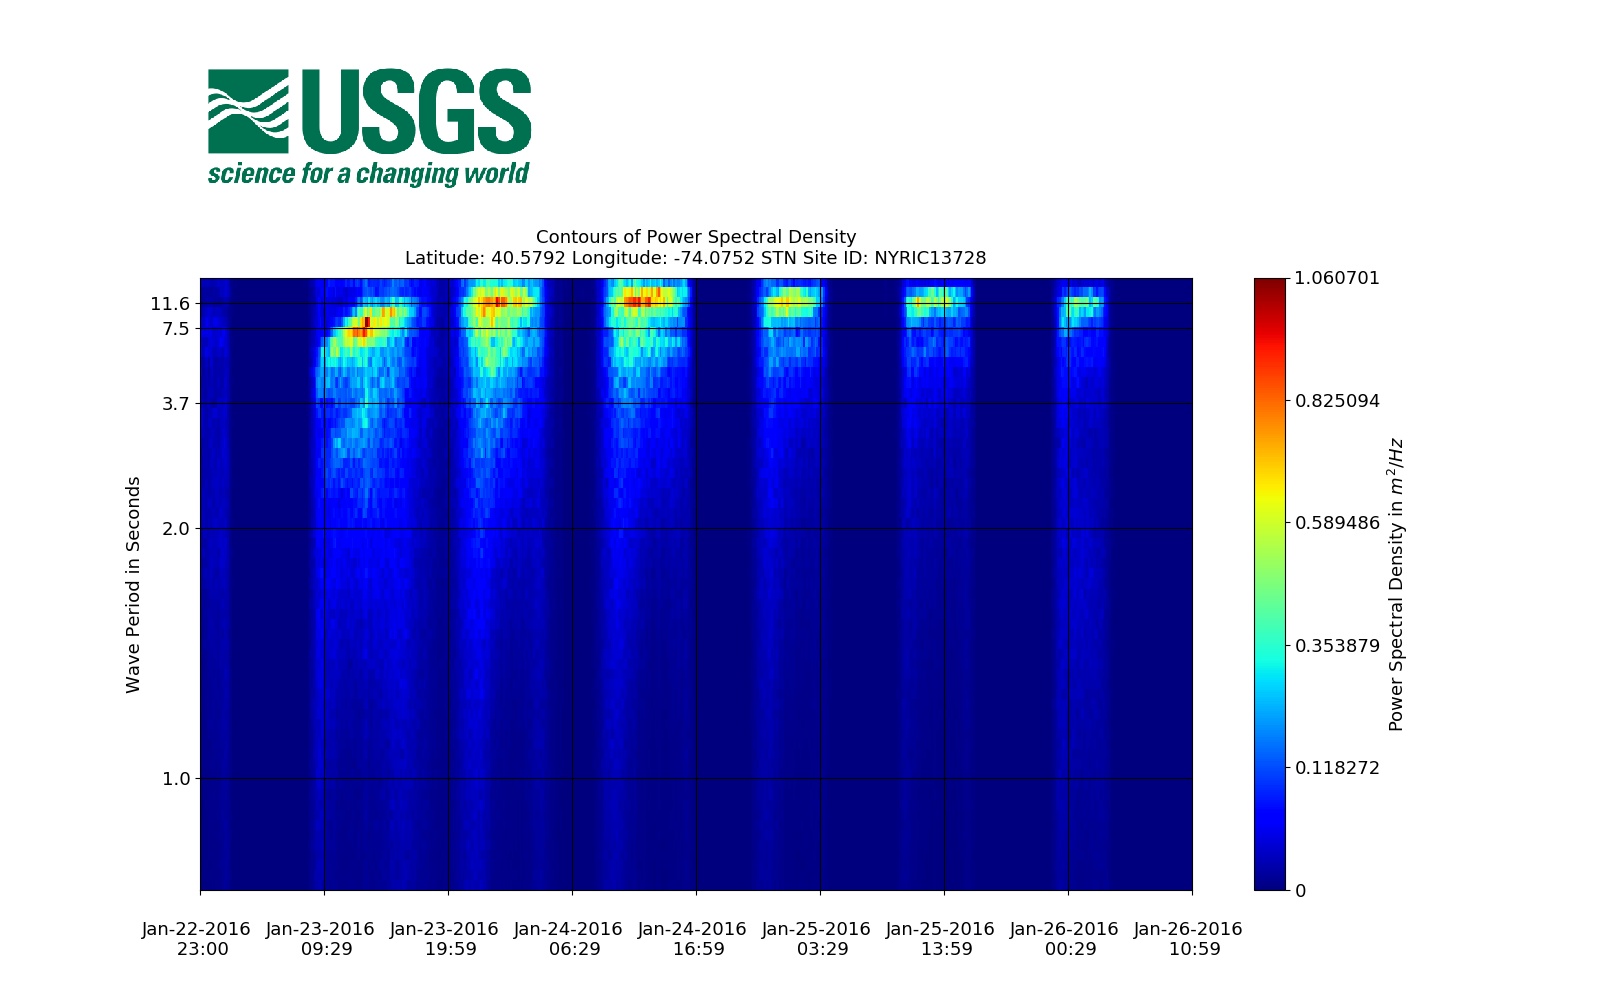 USGS
science for a changing world
Contours of Power Spectral Density
Latitude: 40.5792 Longitude: -74.0752 STN Site ID: NYRIC13728
11.6
7.5
3.7
2.0
1.0
Wave Period in Seconds
Jan-22-2016 Jan-23-2016 Jan-23-2016 Jan-24-2016 Jan-24-2016 Jan-25-2016 Jan-25-2016 Jan-26-2016 Jan-26-2016
23:00 09:29 19:59 06:29 16:59 03:29 13:59 00:29 10:59
1.060701
0.825094
0.589486
0.353879
0.118272
0
Power Spectral Density in m²/Hz